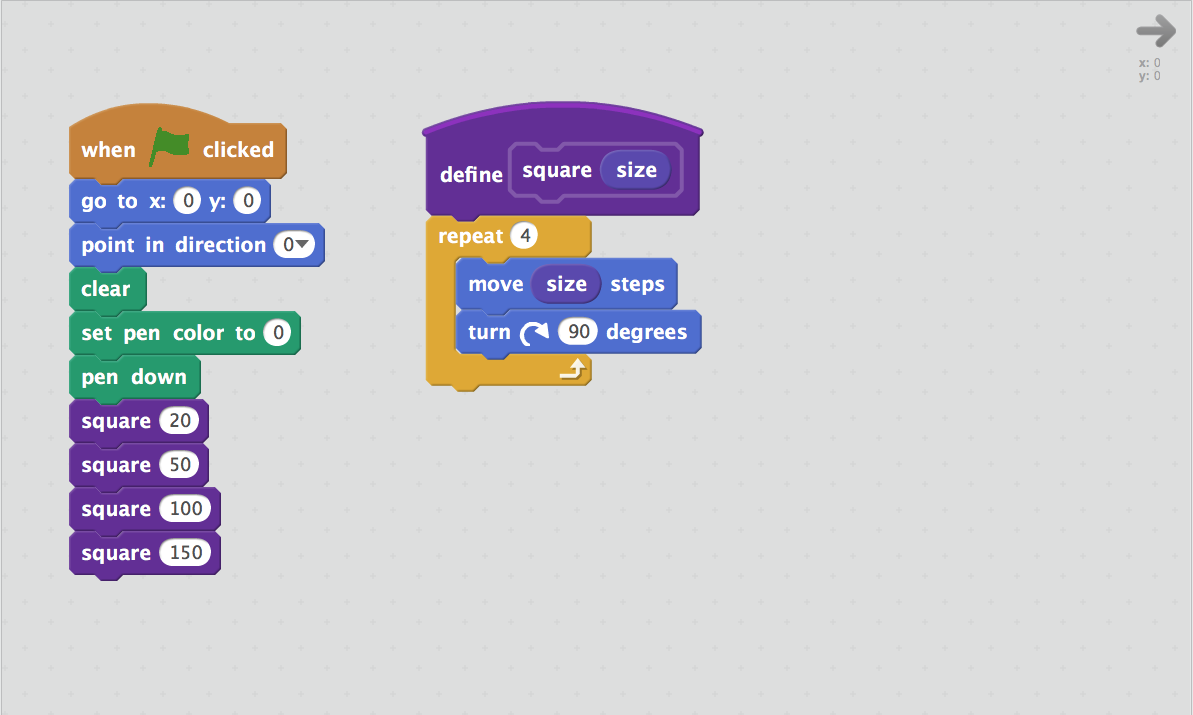 x: 0
y: 0
when clicked
go to x: 0 y: 0
point in direction 0
clear
set pen color to 0
pen down
square 20
square 50
square 100
square 150
define square size
repeat 4
move size steps
turn 90 degrees